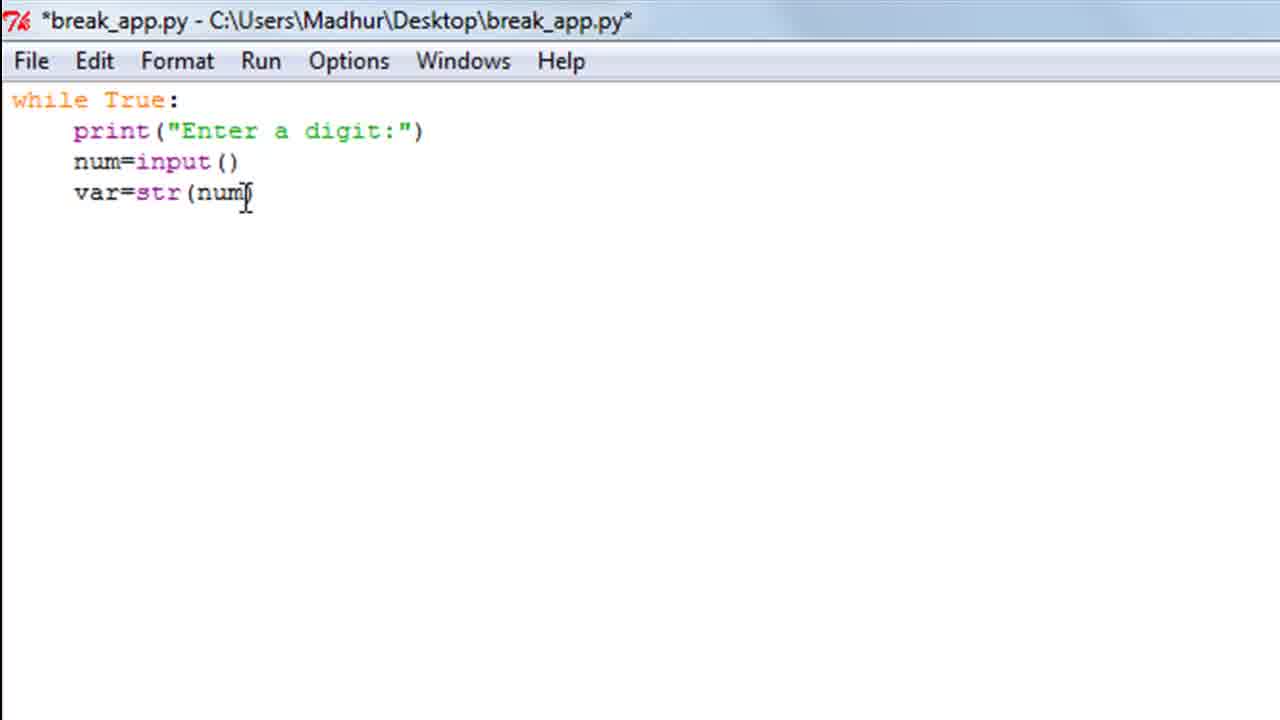 *break_app.py - C:\Users\Madhur\Desktop\break_app.py*
File Edit Format Run Options Windows Help
while True:
    print("Enter a digit:")
    num=input()
    var=str(num)